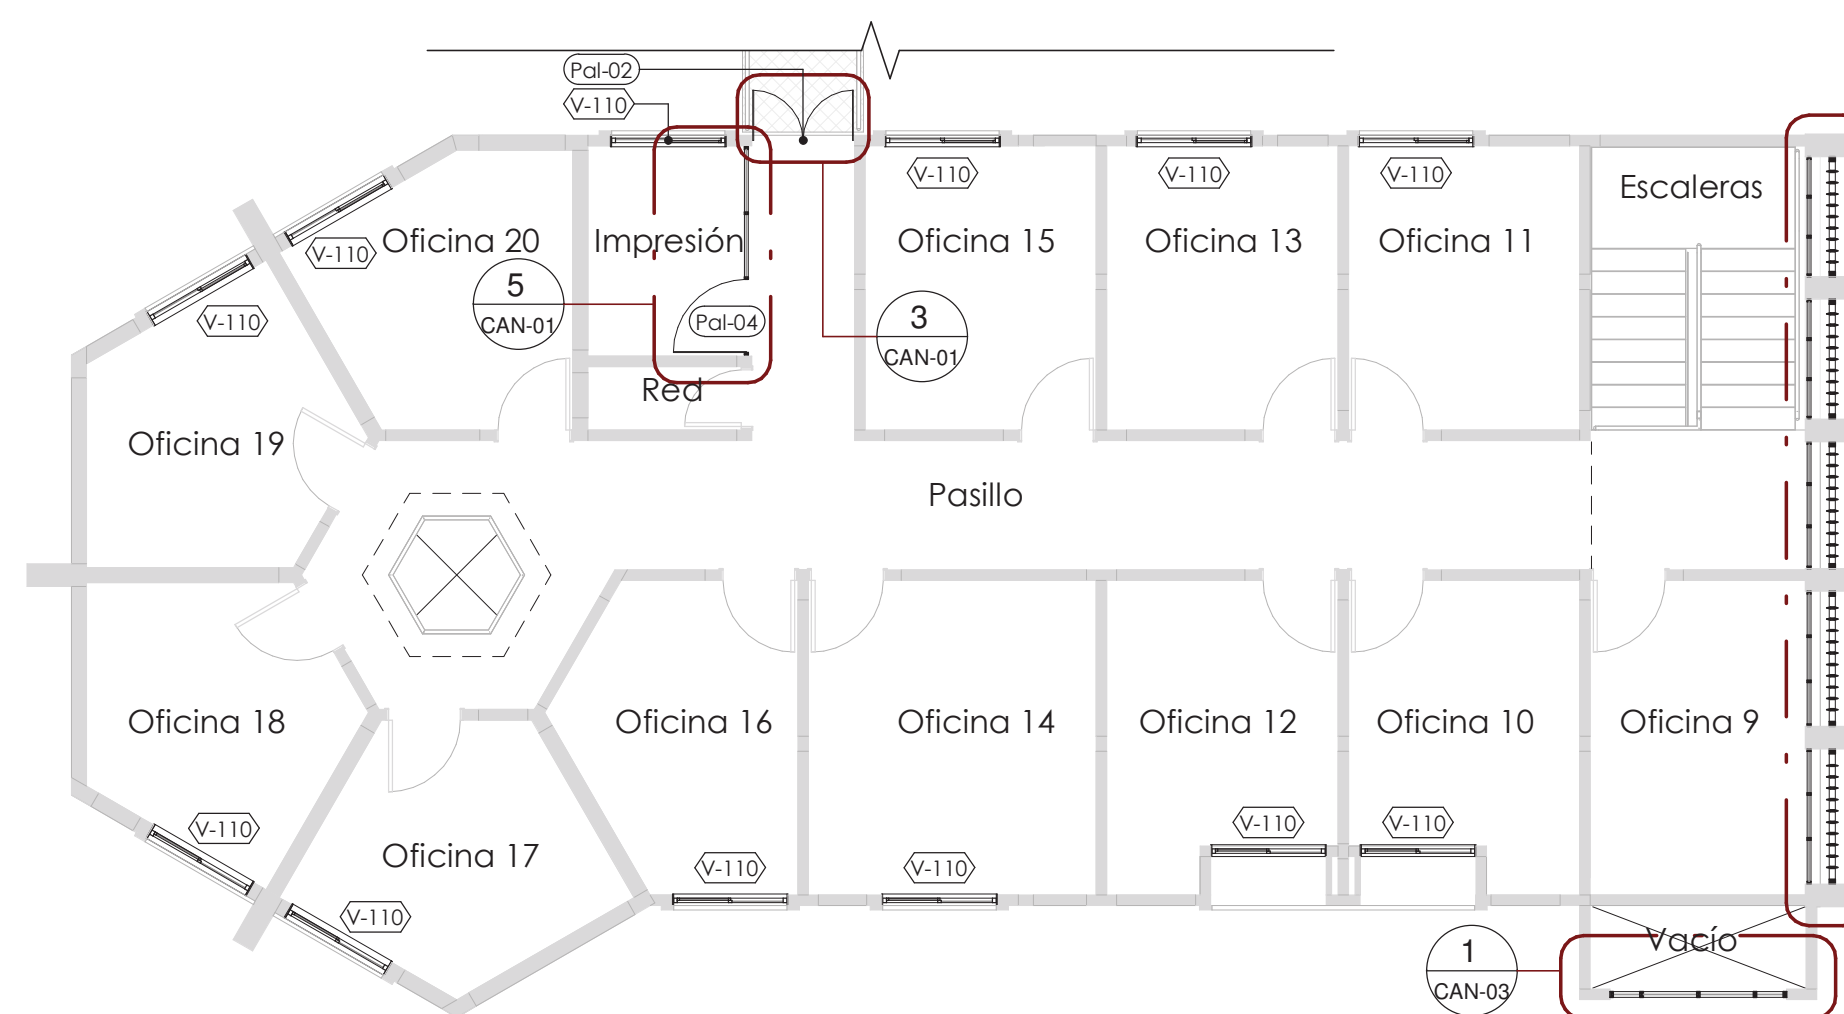 Pal-02
V-110
V-110
V-110
V-110
Escaleras
V-110
Oficina 20
Impresión
Oficina 15
Oficina 13
Oficina 11
5
CAN-01
V-110
Pal-04
3
CAN-01
Red
Oficina 19
Pasillo
Oficina 18
Oficina 16
Oficina 14
Oficina 12
Oficina 10
Oficina 9
V-110
V-110
V-110
Oficina 17
V-110
V-110
V-110
1
CAN-03
Vacío